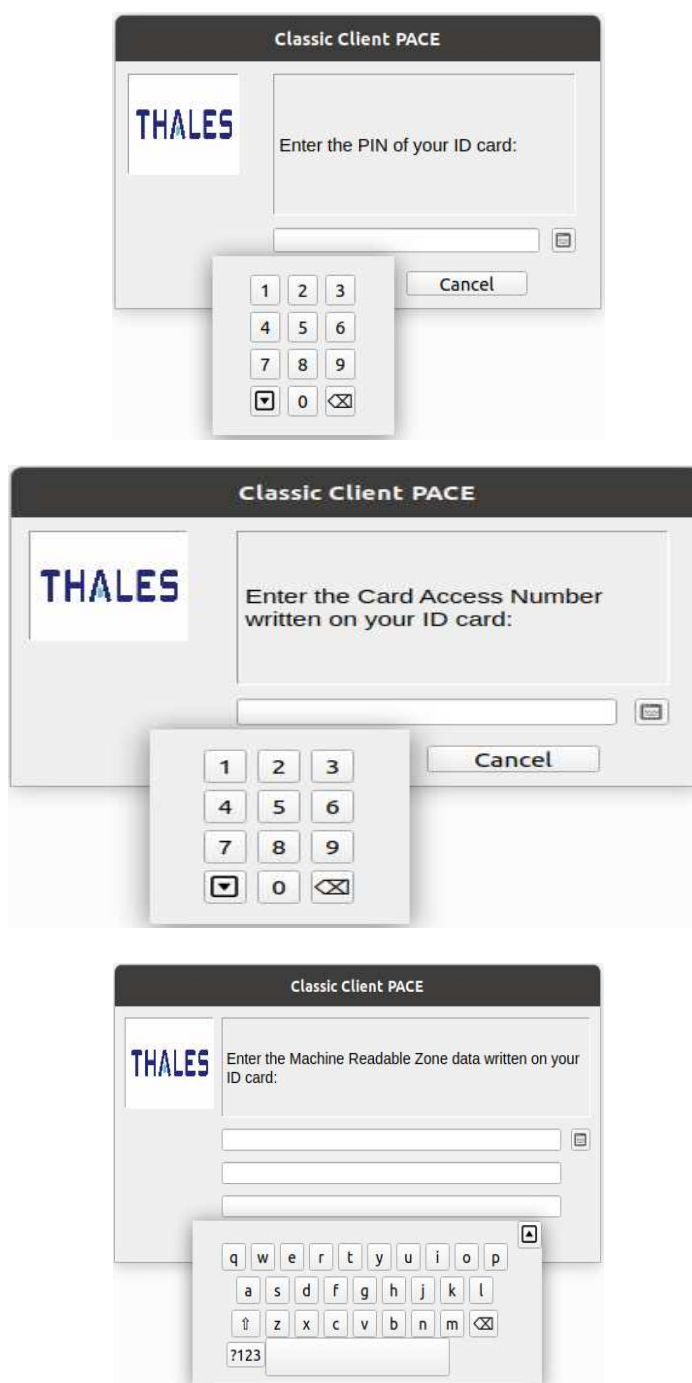 Classic Client PACE
THALES
Enter the PIN of your ID card:
Cancel
1 2 3
4 5 6
7 8 9
0
Classic Client PACE
THALES
Enter the Card Access Number
written on your ID card:
Cancel
1 2 3
4 5 6
7 8 9
0
Classic Client PACE
THALES
Enter the Machine Readable Zone data written on your
ID card:
q w e r t y u i o p
a s d f g h j k l
z x c v b n m
?123